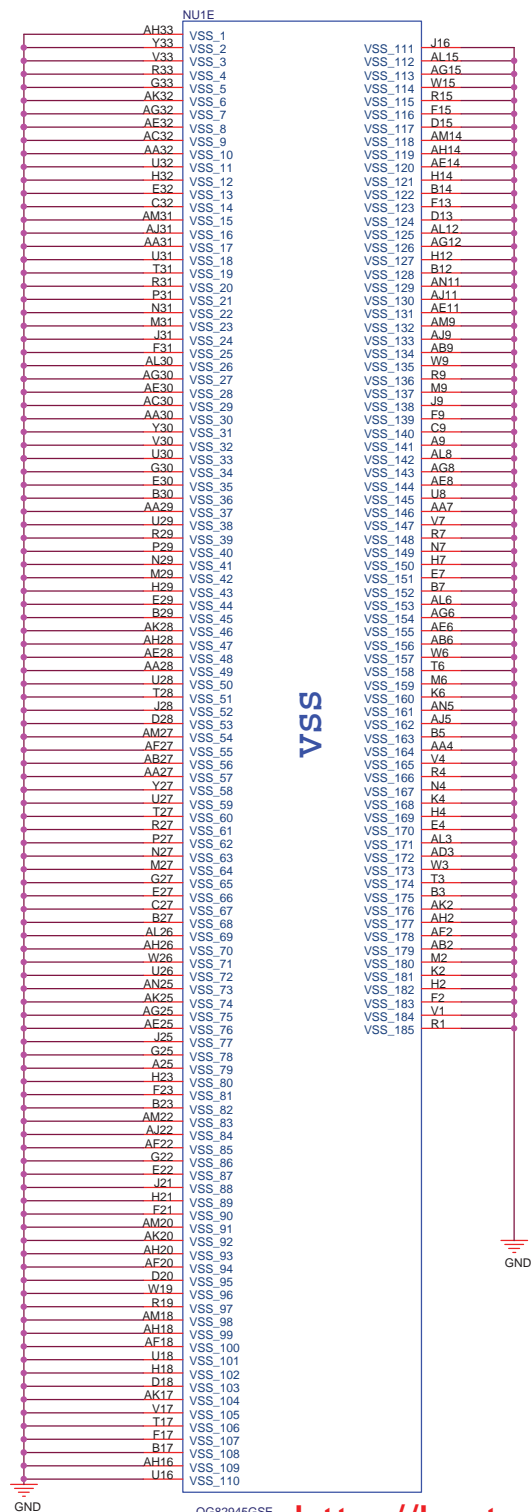 NU1E
AH33 VSS_1
Y33 VSS_2
V33 VSS_3
R33 VSS_4
G33 VSS_5
AK32 VSS_6
AG32 VSS_7
AE32 VSS_8
AC32 VSS_9
AA32 VSS_10
U32 VSS_11
H32 VSS_12
E32 VSS_13
C32 VSS_14
AM31 VSS_15
AJ31 VSS_16
AA31 VSS_17
U31 VSS_18
T31 VSS_19
R31 VSS_20
P31 VSS_21
N31 VSS_22
M31 VSS_23
J31 VSS_24
F31 VSS_25
AL30 VSS_26
AG30 VSS_27
AE30 VSS_28
AC30 VSS_29
AA30 VSS_30
Y30 VSS_31
V30 VSS_32
U30 VSS_33
G30 VSS_34
E30 VSS_35
B30 VSS_36
AA29 VSS_37
U29 VSS_38
R29 VSS_39
P29 VSS_40
N29 VSS_41
M29 VSS_42
H29 VSS_43
E29 VSS_44
B29 VSS_45
AK28 VSS_46
AH28 VSS_47
AE28 VSS_48
AA28 VSS_49
U28 VSS_50
T28 VSS_51
J28 VSS_52
D28 VSS_53
AM27 VSS_54
AF27 VSS_55
AB27 VSS_56
AA27 VSS_57
Y27 VSS_58
U27 VSS_59
T27 VSS_60
R27 VSS_61
P27 VSS_62
N27 VSS_63
M27 VSS_64
G27 VSS_65
E27 VSS_66
C27 VSS_67
B27 VSS_68
AL26 VSS_69
AH26 VSS_70
W26 VSS_71
U26 VSS_72
AN25 VSS_73
AK25 VSS_74
AG25 VSS_75
AE25 VSS_76
J25 VSS_77
G25 VSS_78
A25 VSS_79
H23 VSS_80
F23 VSS_81
B23 VSS_82
AM22 VSS_83
AJ22 VSS_84
AF22 VSS_85
G22 VSS_86
E22 VSS_87
J21 VSS_88
H21 VSS_89
F21 VSS_90
AM20 VSS_91
AK20 VSS_92
AH20 VSS_93
AF20 VSS_94
D20 VSS_95
W19 VSS_96
R19 VSS_97
AM18 VSS_98
AH18 VSS_99
AF18 VSS_100
U18 VSS_101
H18 VSS_102
D18 VSS_103
AK17 VSS_104
V17 VSS_105
T17 VSS_106
F17 VSS_107
B17 VSS_108
AH16 VSS_109
U16 VSS_110
GND
VSS
VSS_111 J16
VSS_112 AL15
VSS_113 AG15
VSS_114 W15
VSS_115 R15
VSS_116 F15
VSS_117 D15
VSS_118 AM14
VSS_119 AH14
VSS_120 AE14
VSS_121 H14
VSS_122 B14
VSS_123 F13
VSS_124 D13
VSS_125 AL12
VSS_126 AG12
VSS_127 H12
VSS_128 B12
VSS_129 AN11
VSS_130 AJ11
VSS_131 AE11
VSS_132 AM9
VSS_133 AJ9
VSS_134 AB9
VSS_135 W9
VSS_136 R9
VSS_137 M9
VSS_138 J9
VSS_139 F9
VSS_140 C9
VSS_141 A9
VSS_142 AL8
VSS_143 AG8
VSS_144 AE8
VSS_145 U8
VSS_146 AA7
VSS_147 V7
VSS_148 R7
VSS_149 N7
VSS_150 H7
VSS_151 E7
VSS_152 B7
VSS_153 AL6
VSS_154 AG6
VSS_155 AE6
VSS_156 AB6
VSS_157 W6
VSS_158 T6
VSS_159 M6
VSS_160 K6
VSS_161 AN5
VSS_162 AJ5
VSS_163 B5
VSS_164 AA4
VSS_165 V4
VSS_166 R4
VSS_167 N4
VSS_168 K4
VSS_169 H4
VSS_170 E4
VSS_171 AL3
VSS_172 AD3
VSS_173 W3
VSS_174 T3
VSS_175 B3
VSS_176 AK2
VSS_177 AH2
VSS_178 AF2
VSS_179 AB2
VSS_180 M2
VSS_181 K2
VSS_182 H2
VSS_183 F2
VSS_184 V1
VSS_185 R1
GND